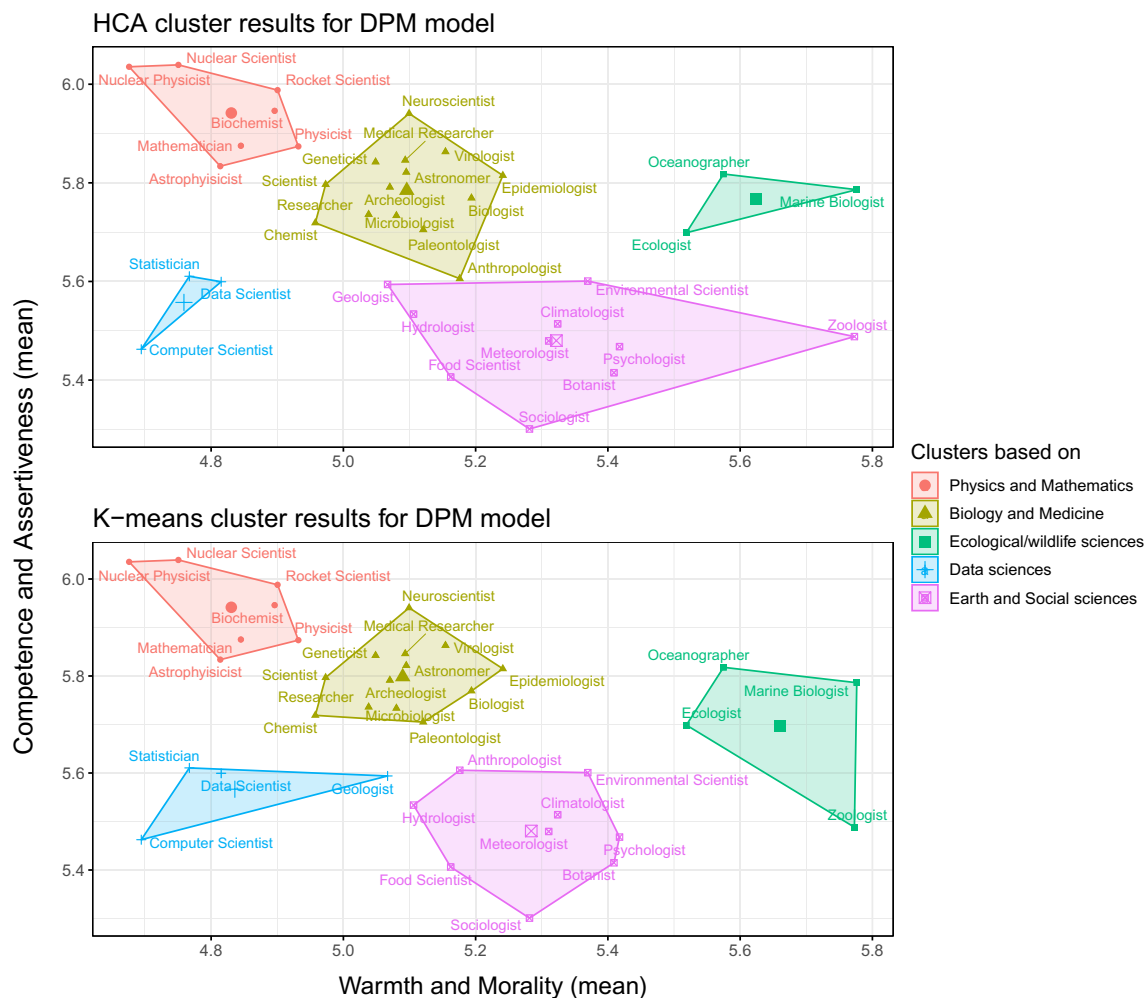 HCA cluster results for DPM model
Nuclear Scientist
Nuclear Physicist
Rocket Scientist
Biochemist
Physicist
Mathematician
Astrophyisicist
Neuroscientist
Medical Researcher
Geneticist
Virologist
Scientist
Astronomer
Epidemiologist
Researcher
Archeologist
Biologist
Microbiologist
Chemist
Paleontologist
Anthropologist
Oceanographer
Marine Biologist
Ecologist
Statistician
Data Scientist
Computer Scientist
Geologist
Environmental Scientist
Hydrologist
Climatologist
Zoologist
Meteorologist
Psychologist
Food Scientist
Botanist
Sociologist
6.0
5.8
5.6
5.4
4.8 5.0 5.2 5.4 5.6 5.8
Competence and Assertiveness (mean)
K−means cluster results for DPM model
Nuclear Scientist
Nuclear Physicist
Rocket Scientist
Biochemist
Physicist
Mathematician
Astrophyisicist
Neuroscientist
Medical Researcher
Geneticist
Virologist
Scientist
Astronomer
Epidemiologist
Researcher
Archeologist
Biologist
Microbiologist
Chemist
Paleontologist
Oceanographer
Marine Biologist
Ecologist
Zoologist
Statistician
Data Scientist
Geologist
Computer Scientist
Anthropologist
Environmental Scientist
Hydrologist
Climatologist
Meteorologist
Psychologist
Food Scientist
Botanist
Sociologist
6.0
5.8
5.6
5.4
4.8 5.0 5.2 5.4 5.6 5.8
Warmth and Morality (mean)
Clusters based on
Physics and Mathematics
Biology and Medicine
Ecological/wildlife sciences
Data sciences
Earth and Social sciences